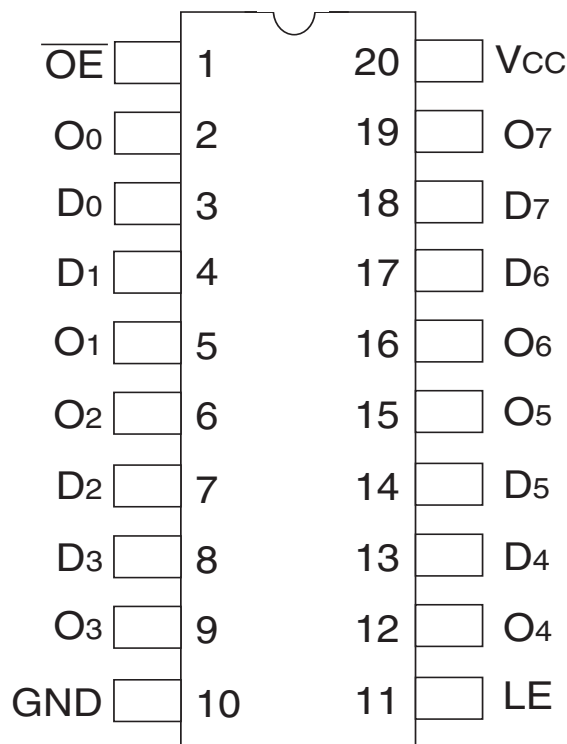 O̅E̅ 1 20 VCC
O0 2 19 O7
D0 3 18 D7
D1 4 17 D6
O1 5 16 O6
O2 6 15 O5
D2 7 14 D5
D3 8 13 D4
O3 9 12 O4
GND 10 11 LE